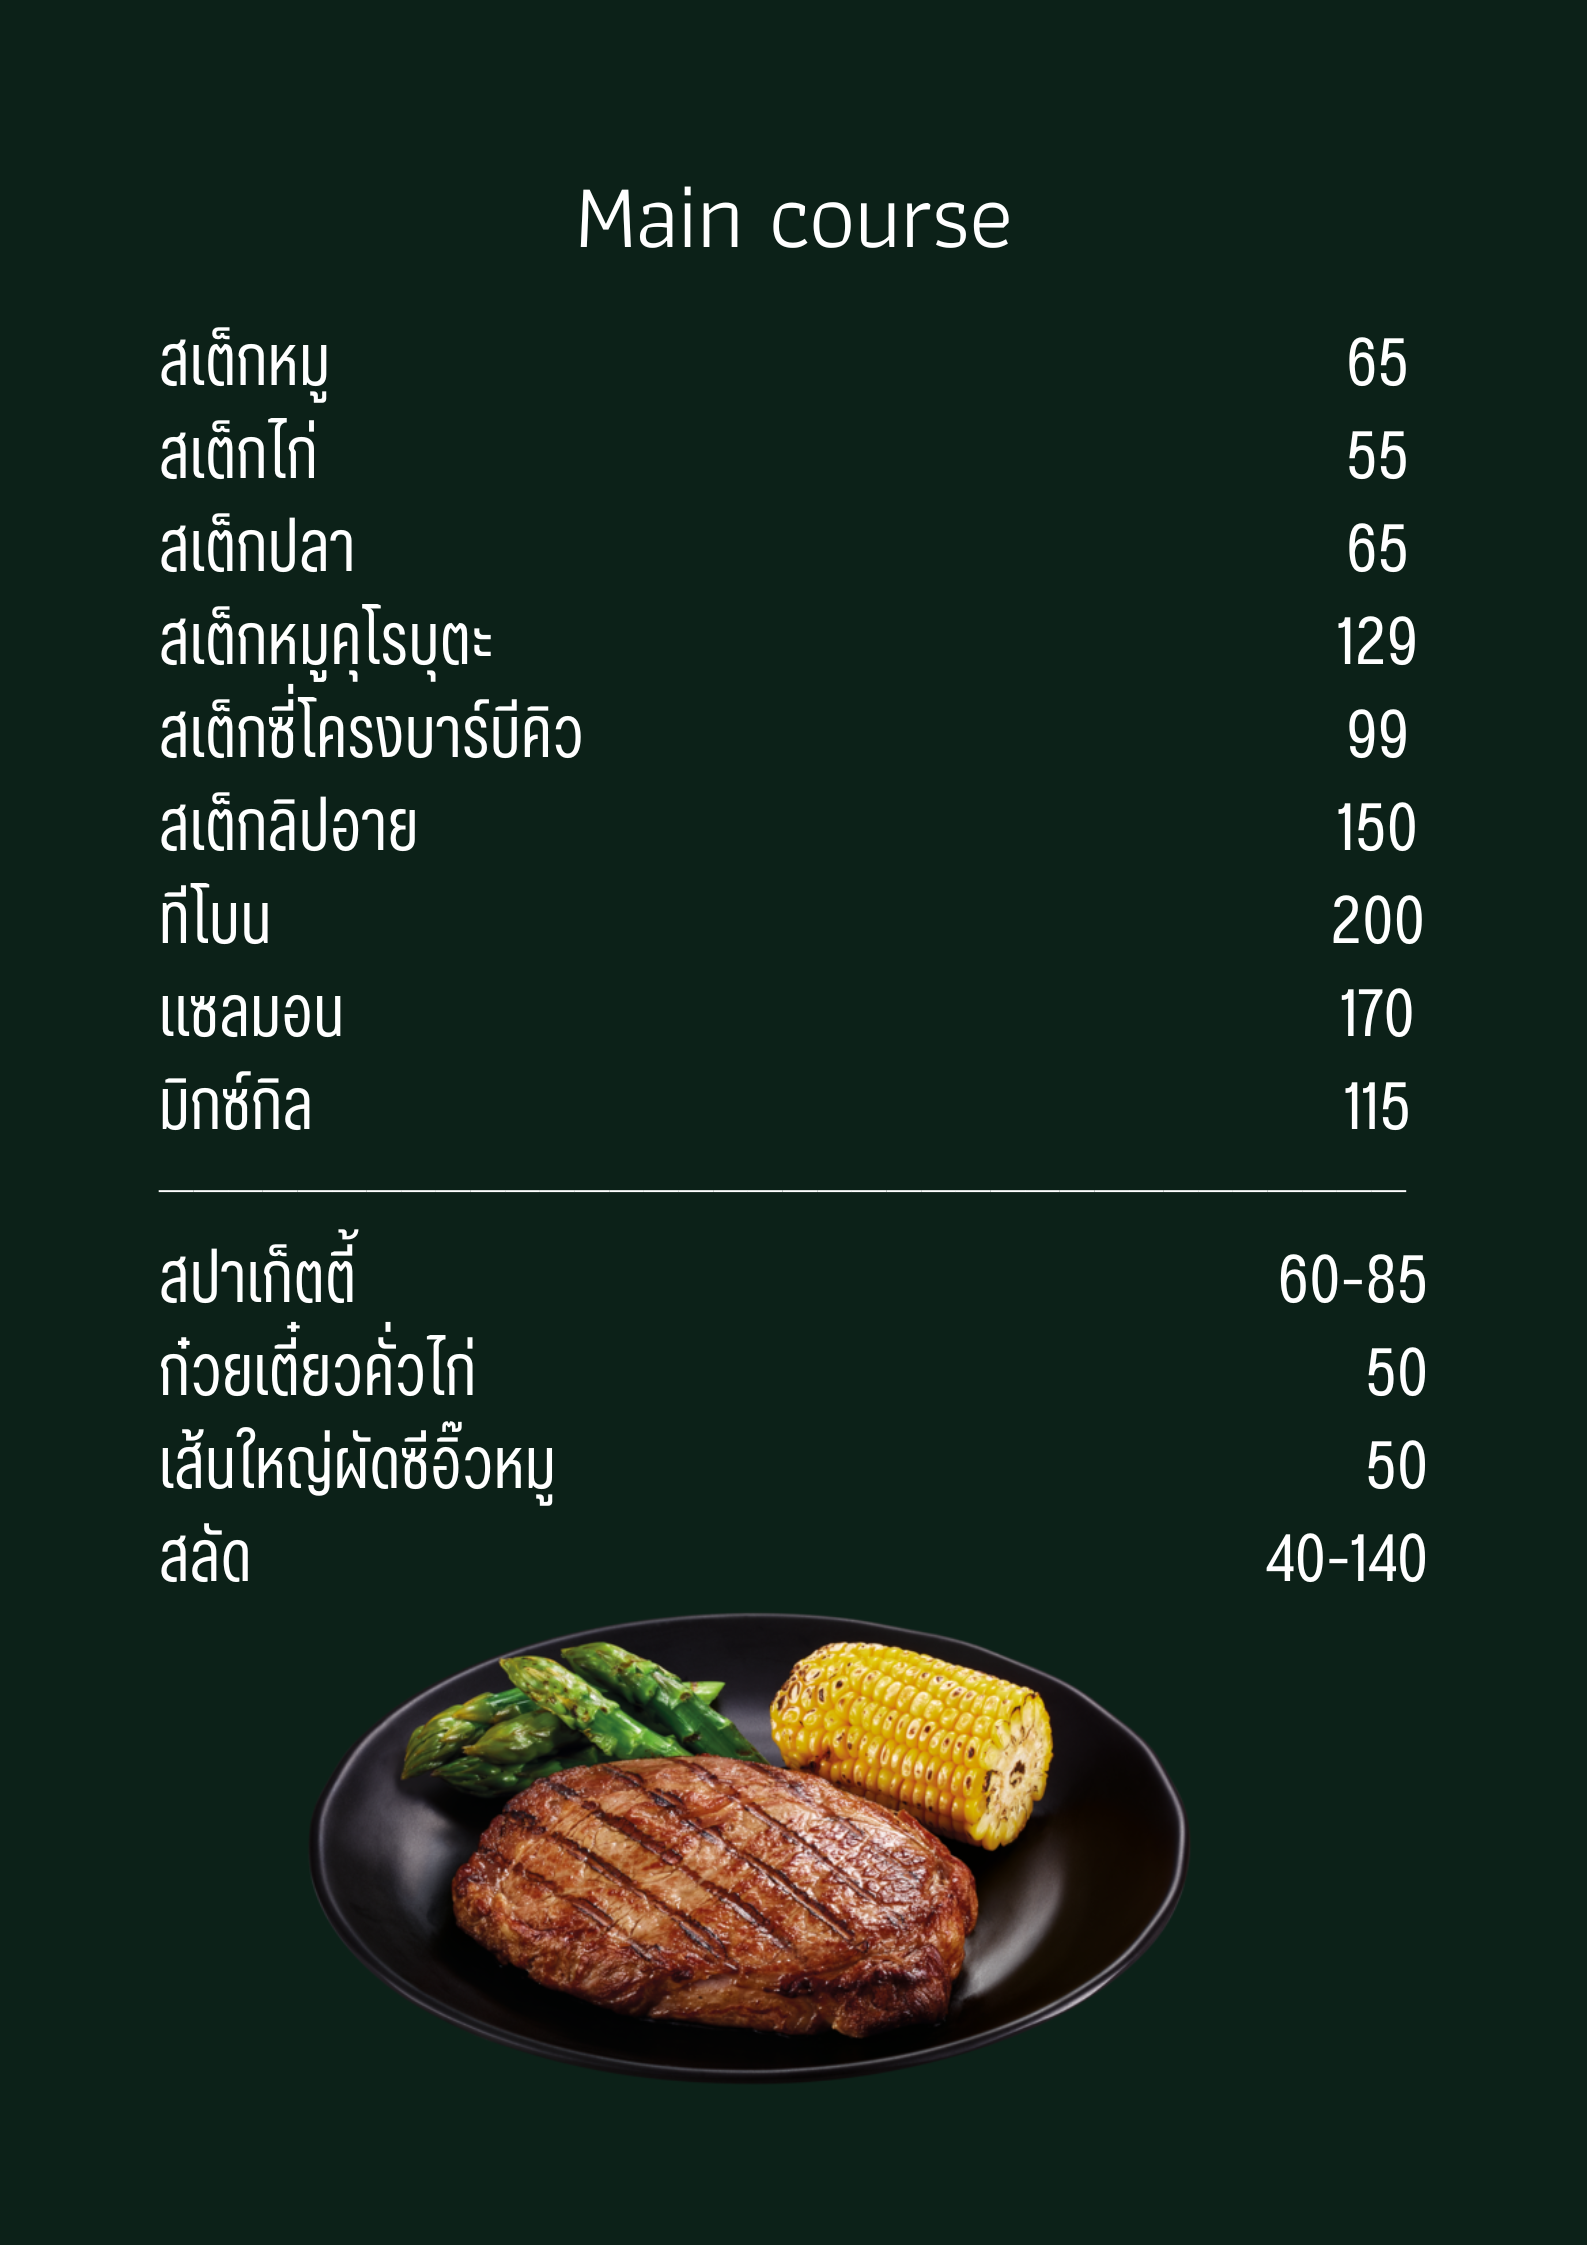 Main course
สเต็กหมู 65
สเต็กไก่ 55
สเต็กปลา 65
สเต็กหมูคุโรบุตะ 129
สเต็กซี่โครงบาร์บีคิว 99
สเต็กลิปอาย 150
ทีโบน 200
แซลมอน 170
มิกซ์กิล 115
สปาเก็ตตี้ 60-85
ก๋วยเตี๋ยวคั่วไก่ 50
เส้นใหญ่ผัดซีอิ๊วหมู 50
สลัด 40-140